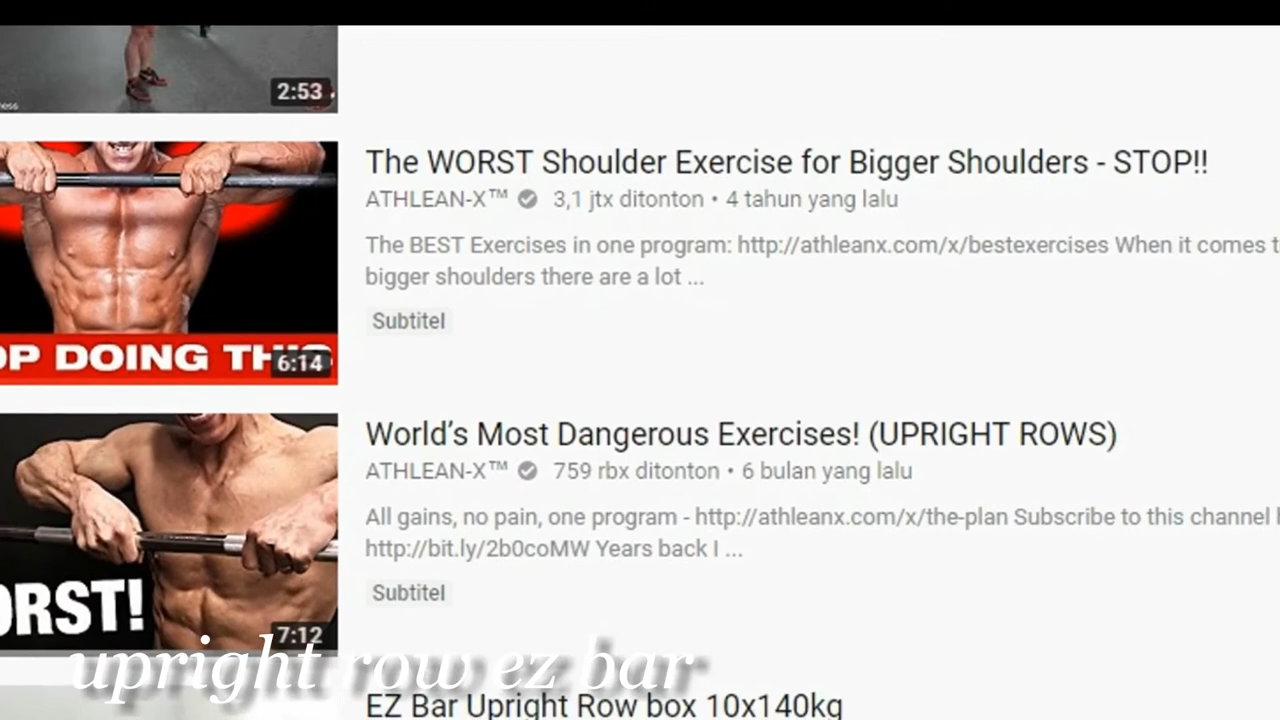 ness
2:53
The WORST Shoulder Exercise for Bigger Shoulders - STOP!!
ATHLEAN-X™ 3,1 jtx ditonton • 4 tahun yang lalu
The BEST Exercises in one program: http://athleanx.com/x/bestexercises When it comes t
bigger shoulders there are a lot ...
Subtitel
OP DOING THIS
6:14
World's Most Dangerous Exercises! (UPRIGHT ROWS)
ATHLEAN-X™ 759 rbx ditonton • 6 bulan yang lalu
All gains, no pain, one program - http://athleanx.com/x/the-plan Subscribe to this channel
http://bit.ly/2b0coMW Years back I ...
Subtitel
ORST!
7:12
upright row ez bar
EZ Bar Upright Row box 10x140kg